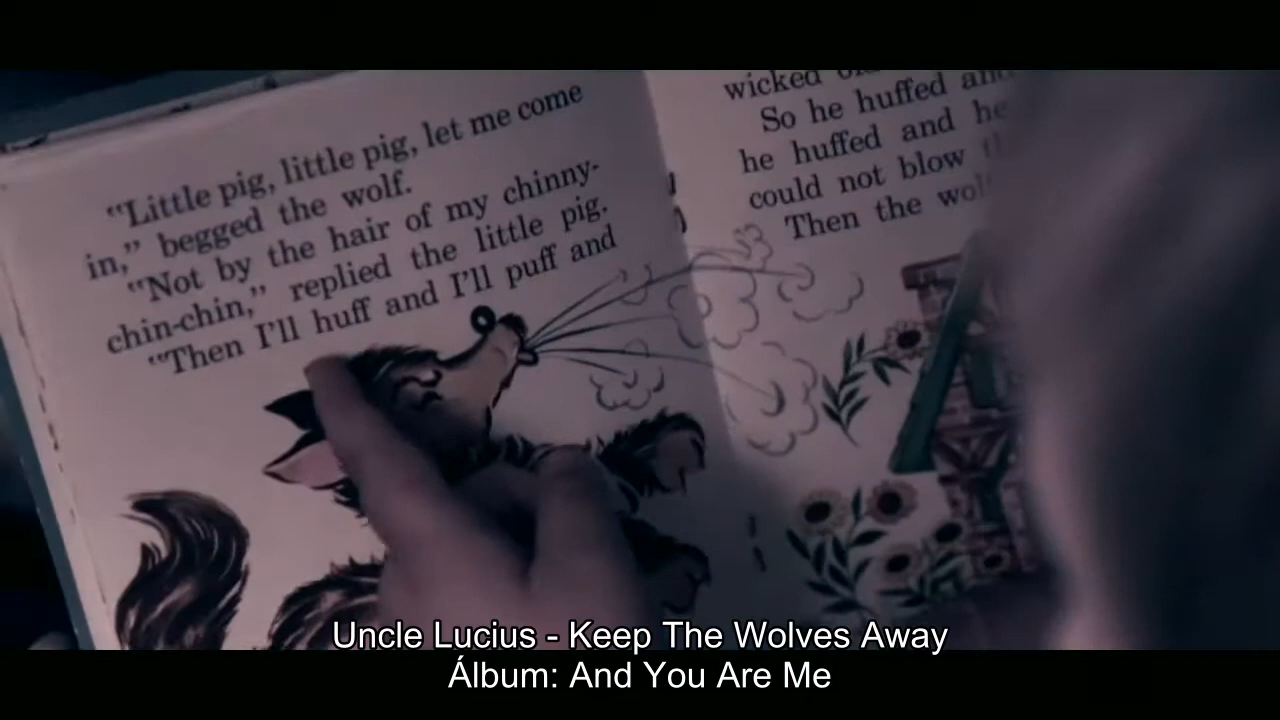 “Little pig, little pig, let me come
in,” begged the wolf.
“Not by the hair of my chinny-
chin-chin,” replied the little pig.
“Then I’ll huff and I’ll puff and
wicked
So he huffed and
he huffed and he
could not blow
Then the
Uncle Lucius - Keep The Wolves Away
Álbum: And You Are Me